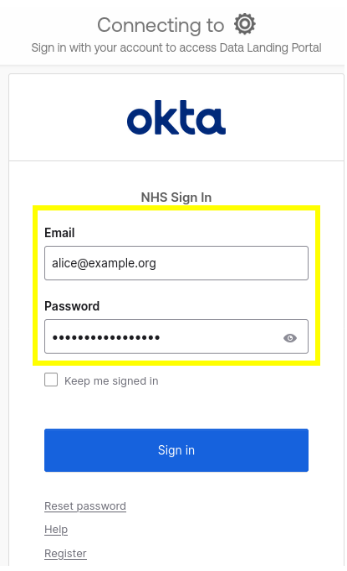 Connecting to
Sign in with your account to access Data Landing Portal
okta
NHS Sign In
Email
alice@example.org
Password
•••••••••••••••••
Keep me signed in
Sign in
Reset password
Help
Register